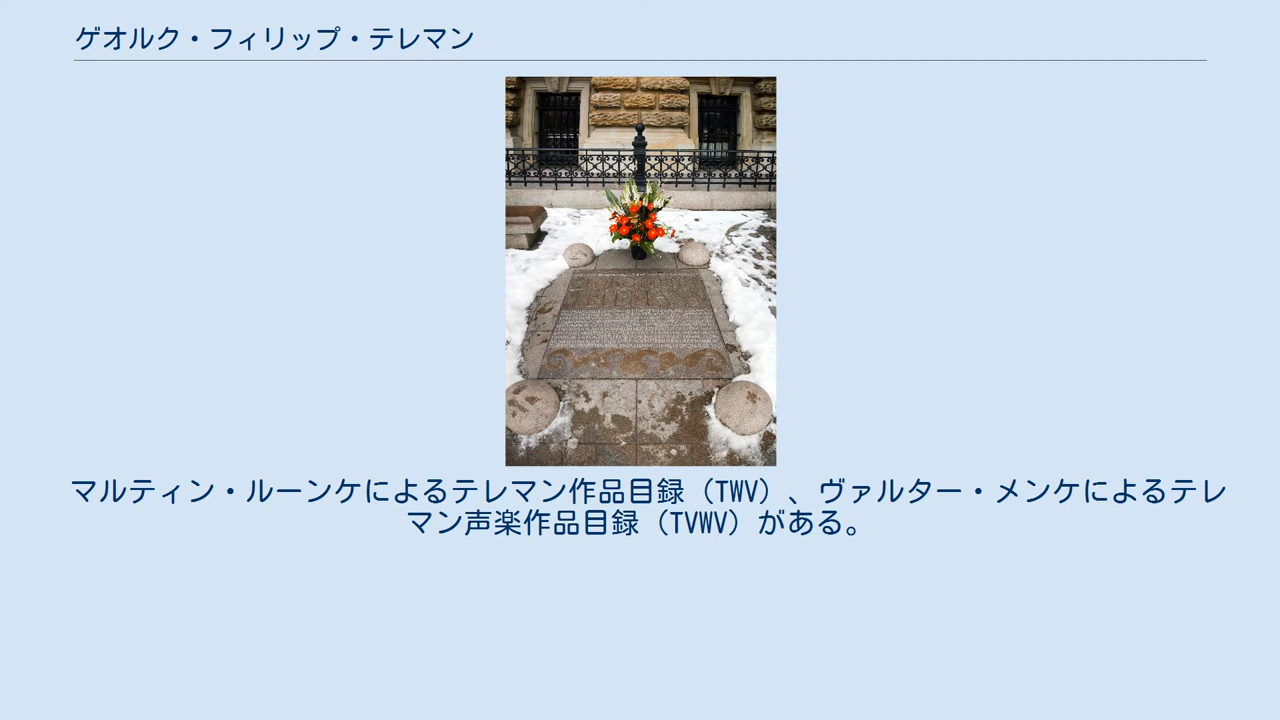 ゲオルク・フィリップ・テレマン
マルティン・ルーンケによるテレマン作品目録（TWV）、ヴァルター・メンケによるテレ
マン声楽作品目録（TVWV）がある。